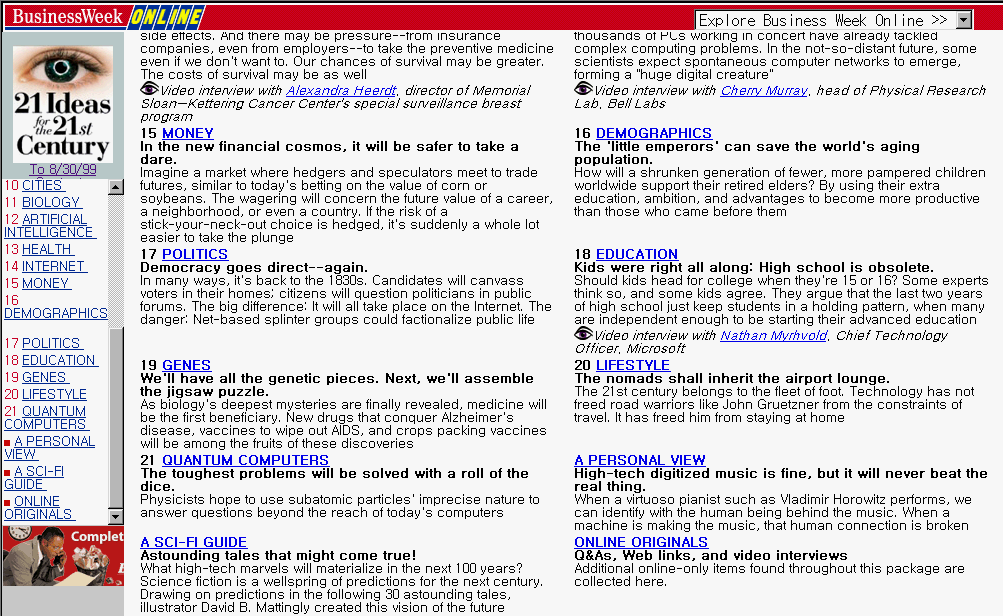 BusinessWeek ONLINE
Explore Business Week Online >>
21 Ideas
for the 21st
Century
To 8/30/99
10 CITIES
11 BIOLOGY
12 ARTIFICIAL
INTELLIGENCE
13 HEALTH
14 INTERNET
15 MONEY
16
DEMOGRAPHICS
17 POLITICS
18 EDUCATION
19 GENES
20 LIFESTYLE
21 QUANTUM
COMPUTERS
A PERSONAL
VIEW
A SCI-FI
GUIDE
ONLINE
ORIGINALS
side effects. And there may be pressure--from insurance
companies, even from employers--to take the preventive medicine
even if we don't want to. Our chances of survival may be greater.
The costs of survival may be as well
Video interview with Alexandra Heerdt, director of Memorial
Sloan-Kettering Cancer Center's special surveillance breast
program
thousands of PCs working in concert have already tackled
complex computing problems. In the not-so-distant future, some
scientists expect spontaneous computer networks to emerge,
forming a "huge digital creature"
Video interview with Cherry Murray, head of Physical Research
Lab, Bell Labs
15 MONEY
In the new financial cosmos, it will be safer to take a
dare.
Imagine a market where hedgers and speculators meet to trade
futures, similar to today's betting on the value of corn or
soybeans. The wagering will concern the future value of a career,
a neighborhood, or even a country. If the risk of a
stick-your-neck-out choice is hedged, it's suddenly a whole lot
easier to take the plunge
16 DEMOGRAPHICS
The 'little emperors' can save the world's aging
population.
How will a shrunken generation of fewer, more pampered children
worldwide support their retired elders? By using their extra
education, ambition, and advantages to become more productive
than those who came before them
17 POLITICS
Democracy goes direct--again.
In many ways, it's back to the 1830s. Candidates will canvass
voters in their homes; citizens will question politicians in public
forums. The big difference: It will all take place on the Internet. The
danger: Net-based splinter groups could factionalize public life
18 EDUCATION
Kids were right all along: High school is obsolete.
Should kids head for college when they're 15 or 16? Some experts
think so, and some kids agree. They argue that the last two years
of high school just keep students in a holding pattern, when many
are independent enough to be starting their advanced education
Video interview with Nathan Myrhvold, Chief Technology
Officer, Microsoft
19 GENES
We'll have all the genetic pieces. Next, we'll assemble
the jigsaw puzzle.
As biology's deepest mysteries are finally revealed, medicine will
be the first beneficiary. New drugs that conquer Alzheimer's
disease, vaccines to wipe out AIDS, and crops packing vaccines
will be among the fruits of these discoveries
20 LIFESTYLE
The nomads shall inherit the airport lounge.
The 21st century belongs to the fleet of foot. Technology has not
freed road warriors like John Gruetzner from the constraints of
travel. It has freed him from staying at home
21 QUANTUM COMPUTERS
The toughest problems will be solved with a roll of the
dice.
Physicists hope to use subatomic particles' imprecise nature to
answer questions beyond the reach of today's computers
A PERSONAL VIEW
High-tech digitized music is fine, but it will never beat the
real thing.
When a virtuoso pianist such as Vladimir Horowitz performs, we
can identify with the human being behind the music. When a
machine is making the music, that human connection is broken
A SCI-FI GUIDE
Astounding tales that might come true!
What high-tech marvels will materialize in the next 100 years?
Science fiction is a wellspring of predictions for the next century.
Drawing on predictions in the following 30 astounding tales,
illustrator David B. Mattingly created this vision of the future
ONLINE ORIGINALS
Q&As, Web links, and video interviews
Additional online-only items found throughout this package are
collected here.
Complet